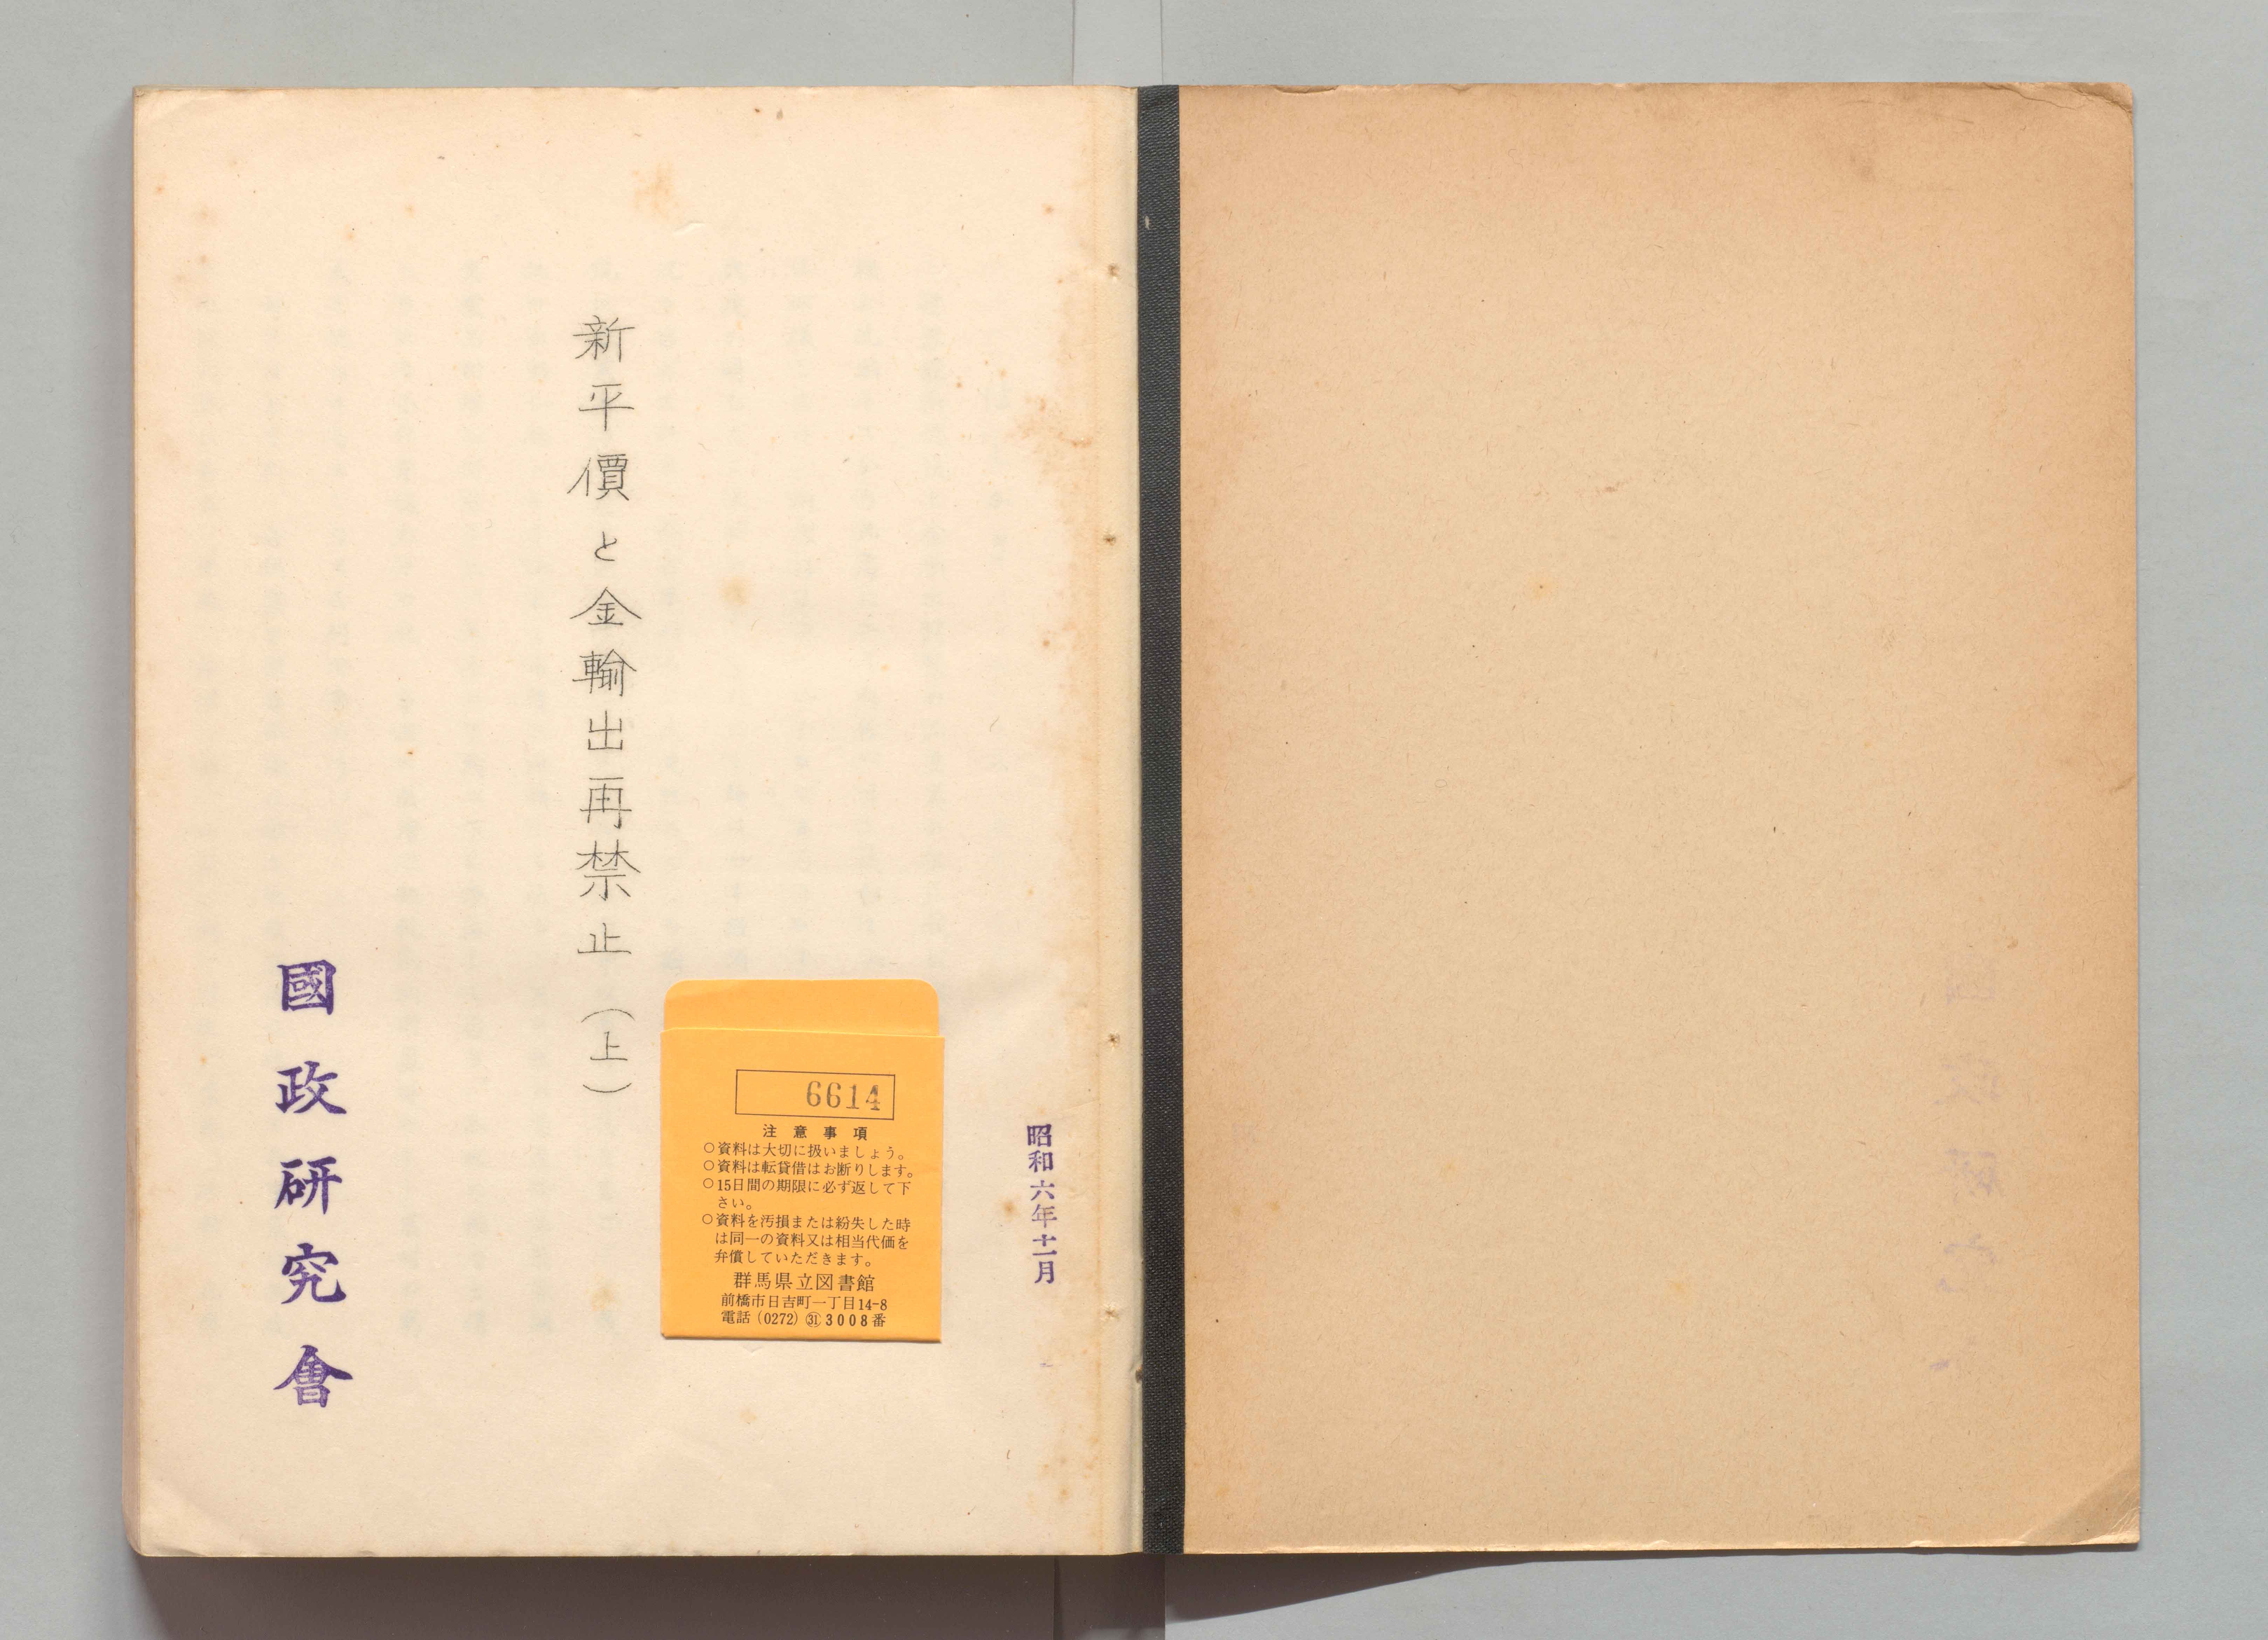 昭和六年十一月
新平價と金輸出再禁止（上）
國政研究會
6614
注意事項
○資料は大切に扱いましょう。
○資料は転貸借はお断りします。
○15日間の期限に必ず返して下
さい。
○資料を汚損または紛失した時
は同一の資料又は相当代価を
弁償していただきます。
群馬県立図書館
前橋市日吉町一丁目14-8
電話（0272）㉛3008番